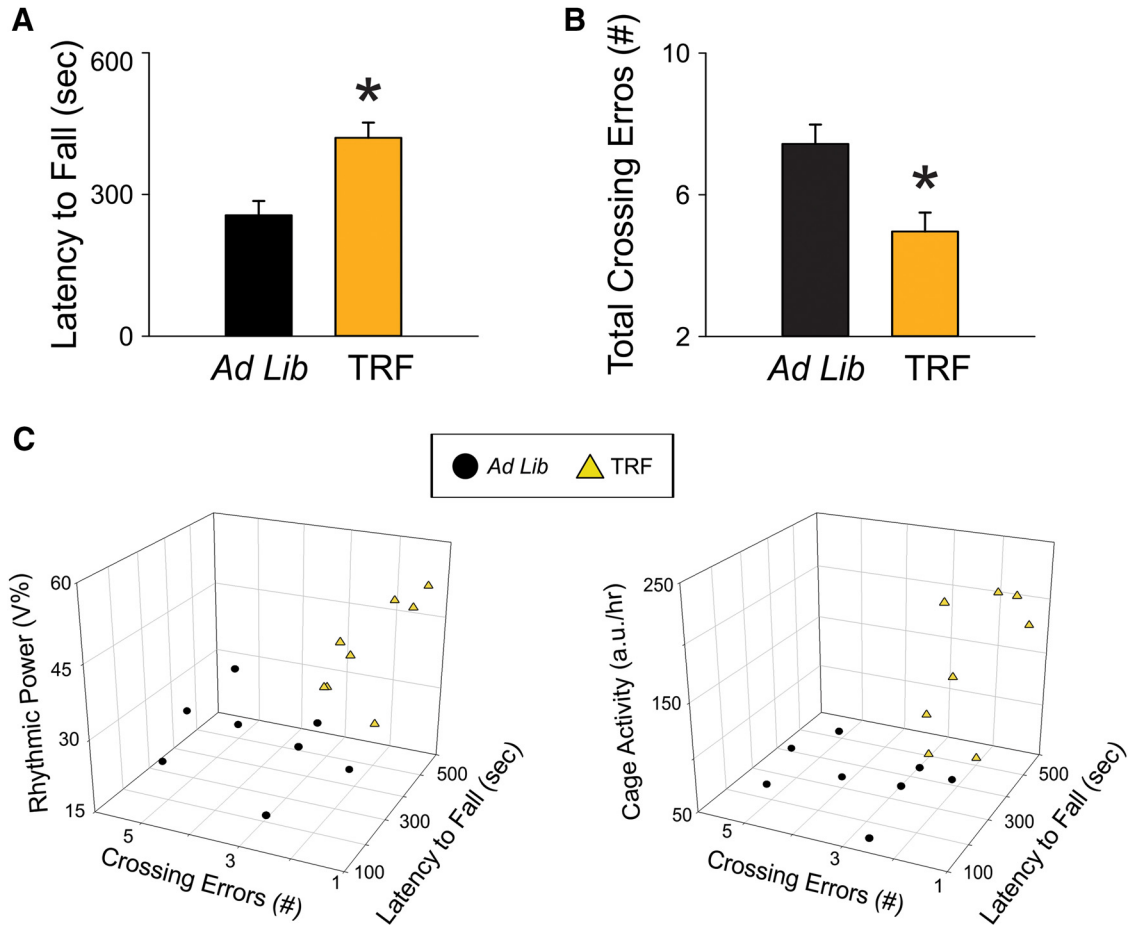 A
Latency to Fall (sec)
600
300
0
Ad Lib TRF
*
B
Total Crossing Erros (#)
10
6
2
Ad Lib TRF
*
C
Ad Lib TRF
Rhythmic Power (V%)
60
45
30
15
5
3
1
Crossing Errors (#)
100
300
500
Latency to Fall (sec)
Cage Activity (a.u./hr)
250
150
50
5
3
1
Crossing Errors (#)
100
300
500
Latency to Fall (sec)